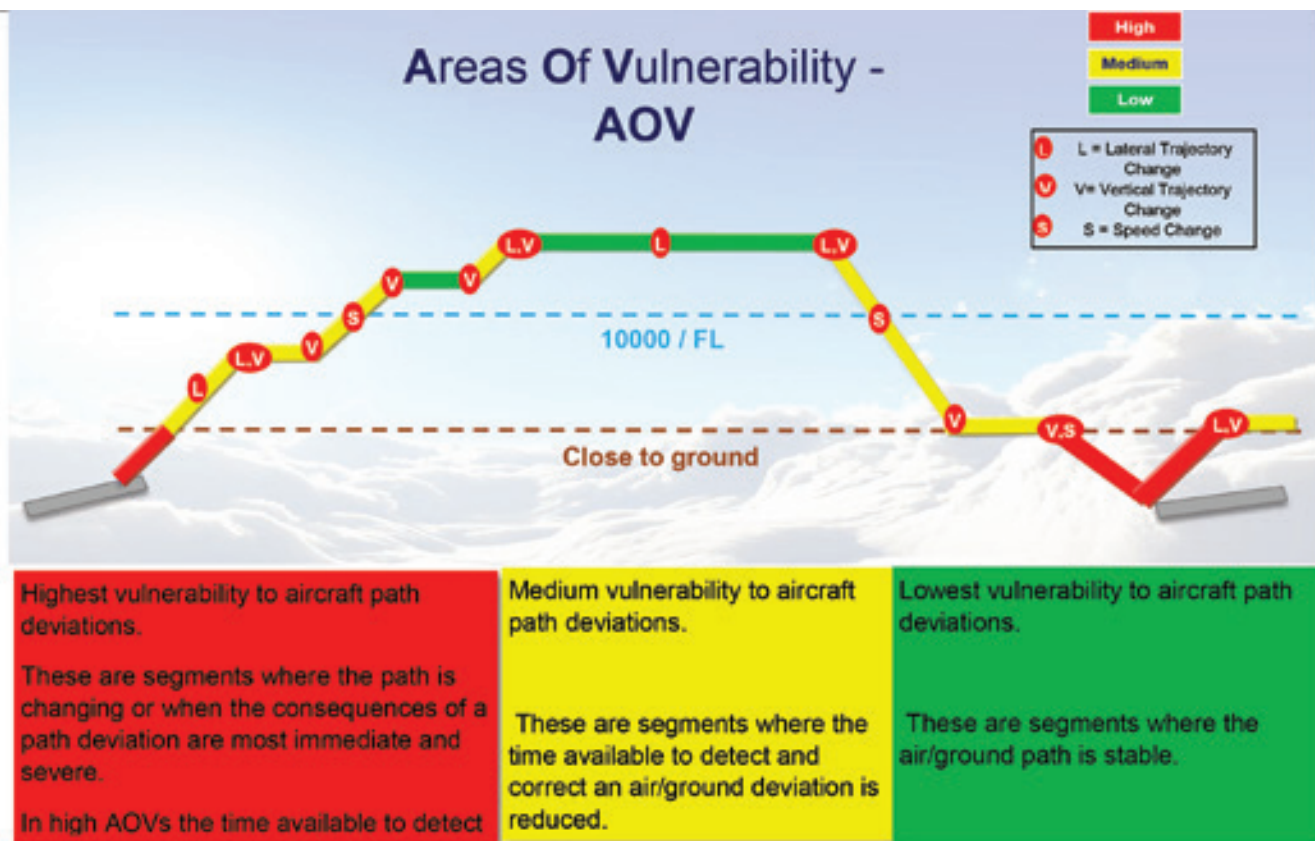 Areas Of Vulnerability -
AOV
High
Medium
Low
L
L = Lateral Trajectory
Change
V
V= Vertical Trajectory
Change
S
S = Speed Change
L,V
L
L,V
V
V
S
S
10000 / FL
L,V
V
L
V
V,S
L,V
Close to ground
Highest vulnerability to aircraft path
deviations.
These are segments where the path is
changing or when the consequences of a
path deviation are most immediate and
severe.
In high AOVs the time available to detect
Medium vulnerability to aircraft
path deviations.
These are segments where the
time available to detect and
correct an air/ground deviation is
reduced.
Lowest vulnerability to aircraft path
deviations.
These are segments where the
air/ground path is stable.